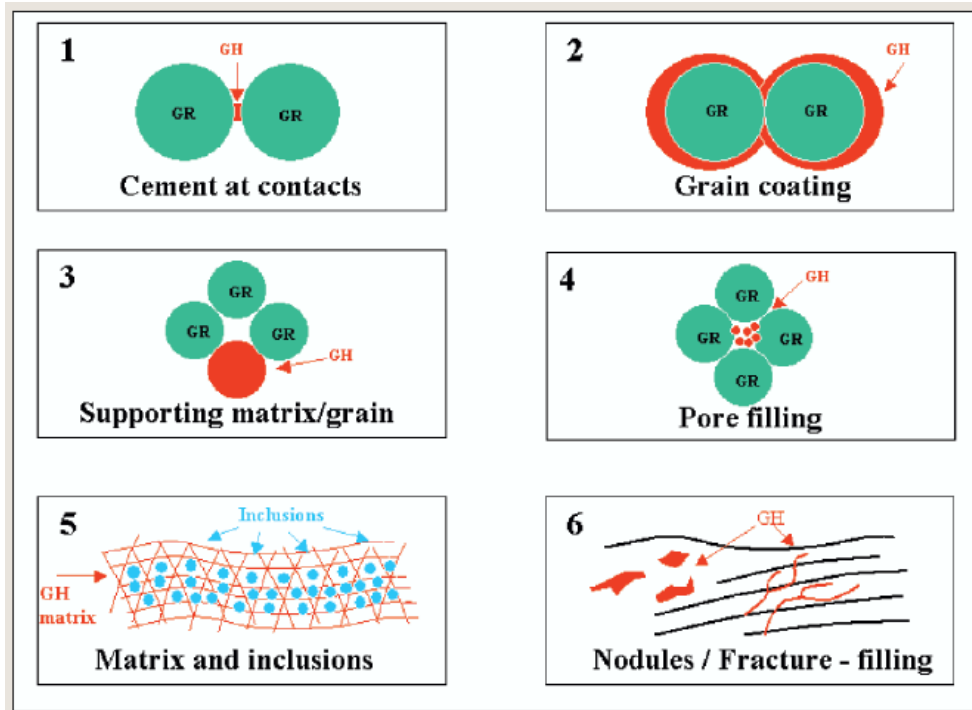 1
GH
GR
GR
Cement at contacts
2
GH
GR
GR
Grain coating
3
GR
GR
GR
GH
Supporting matrix/grain
4
GH
GR
GR
GR
GR
Pore filling
5
Inclusions
GH
matrix
Matrix and inclusions
6
GH
Nodules / Fracture - filling